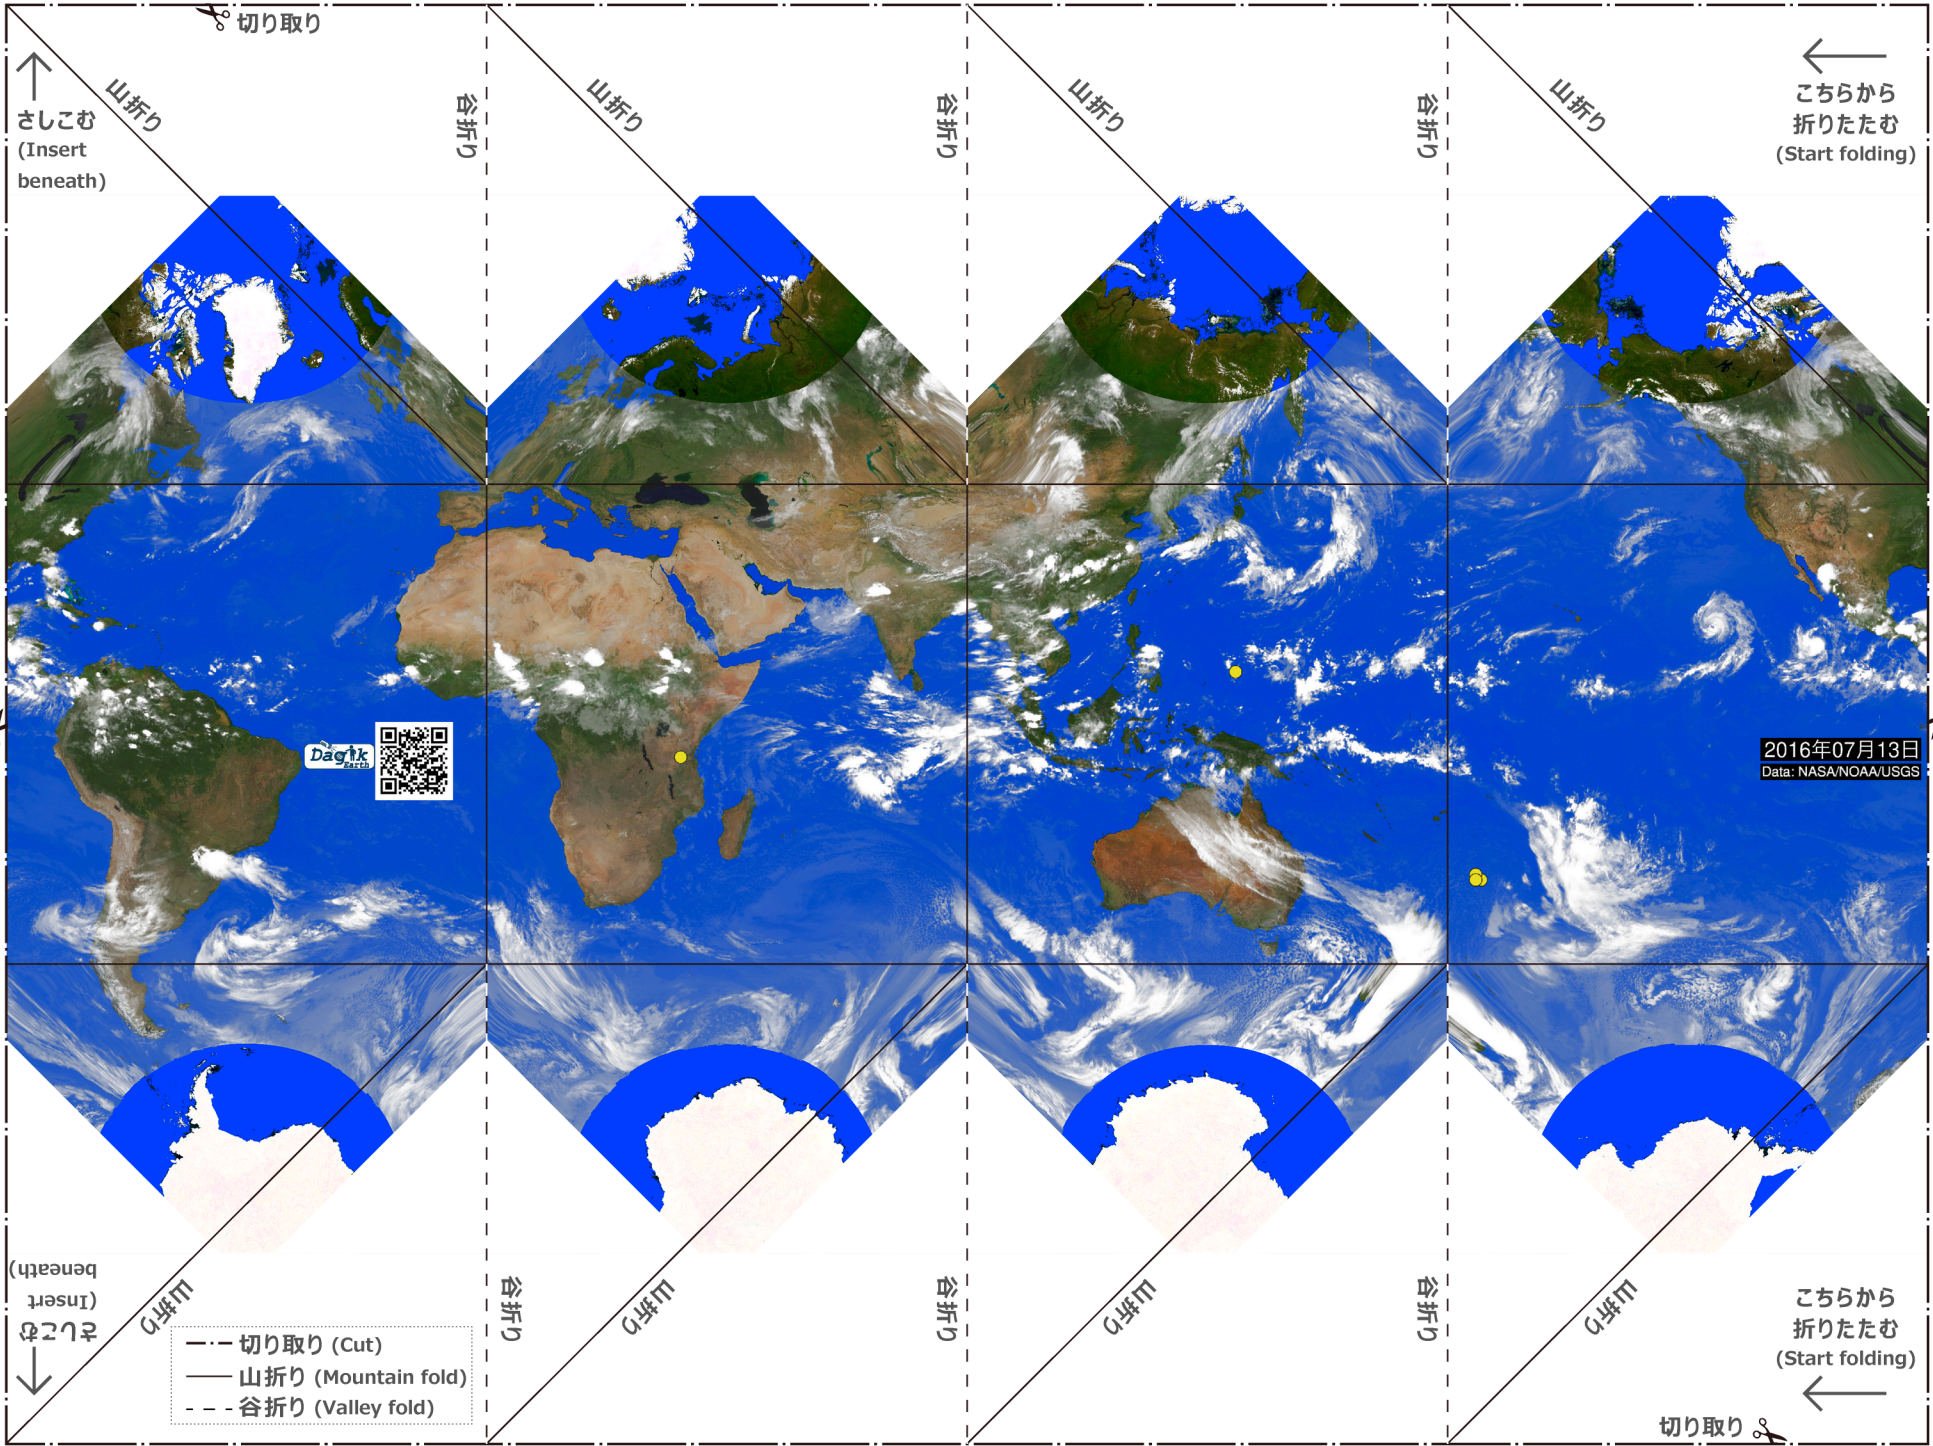 切り取り
さしこむ
(Insert
beneath)
山折り
谷折り
山折り
谷折り
山折り
谷折り
山折り
こちらから
折りたたむ
(Start folding)
Dagik
Earth
2016年07月13日
Data: NASA/NOAA/USGS
さしこむ
(Insert
beneath)
山折り
谷折り
山折り
谷折り
山折り
谷折り
山折り
こちらから
折りたたむ
(Start folding)
切り取り (Cut)
山折り (Mountain fold)
谷折り (Valley fold)
切り取り